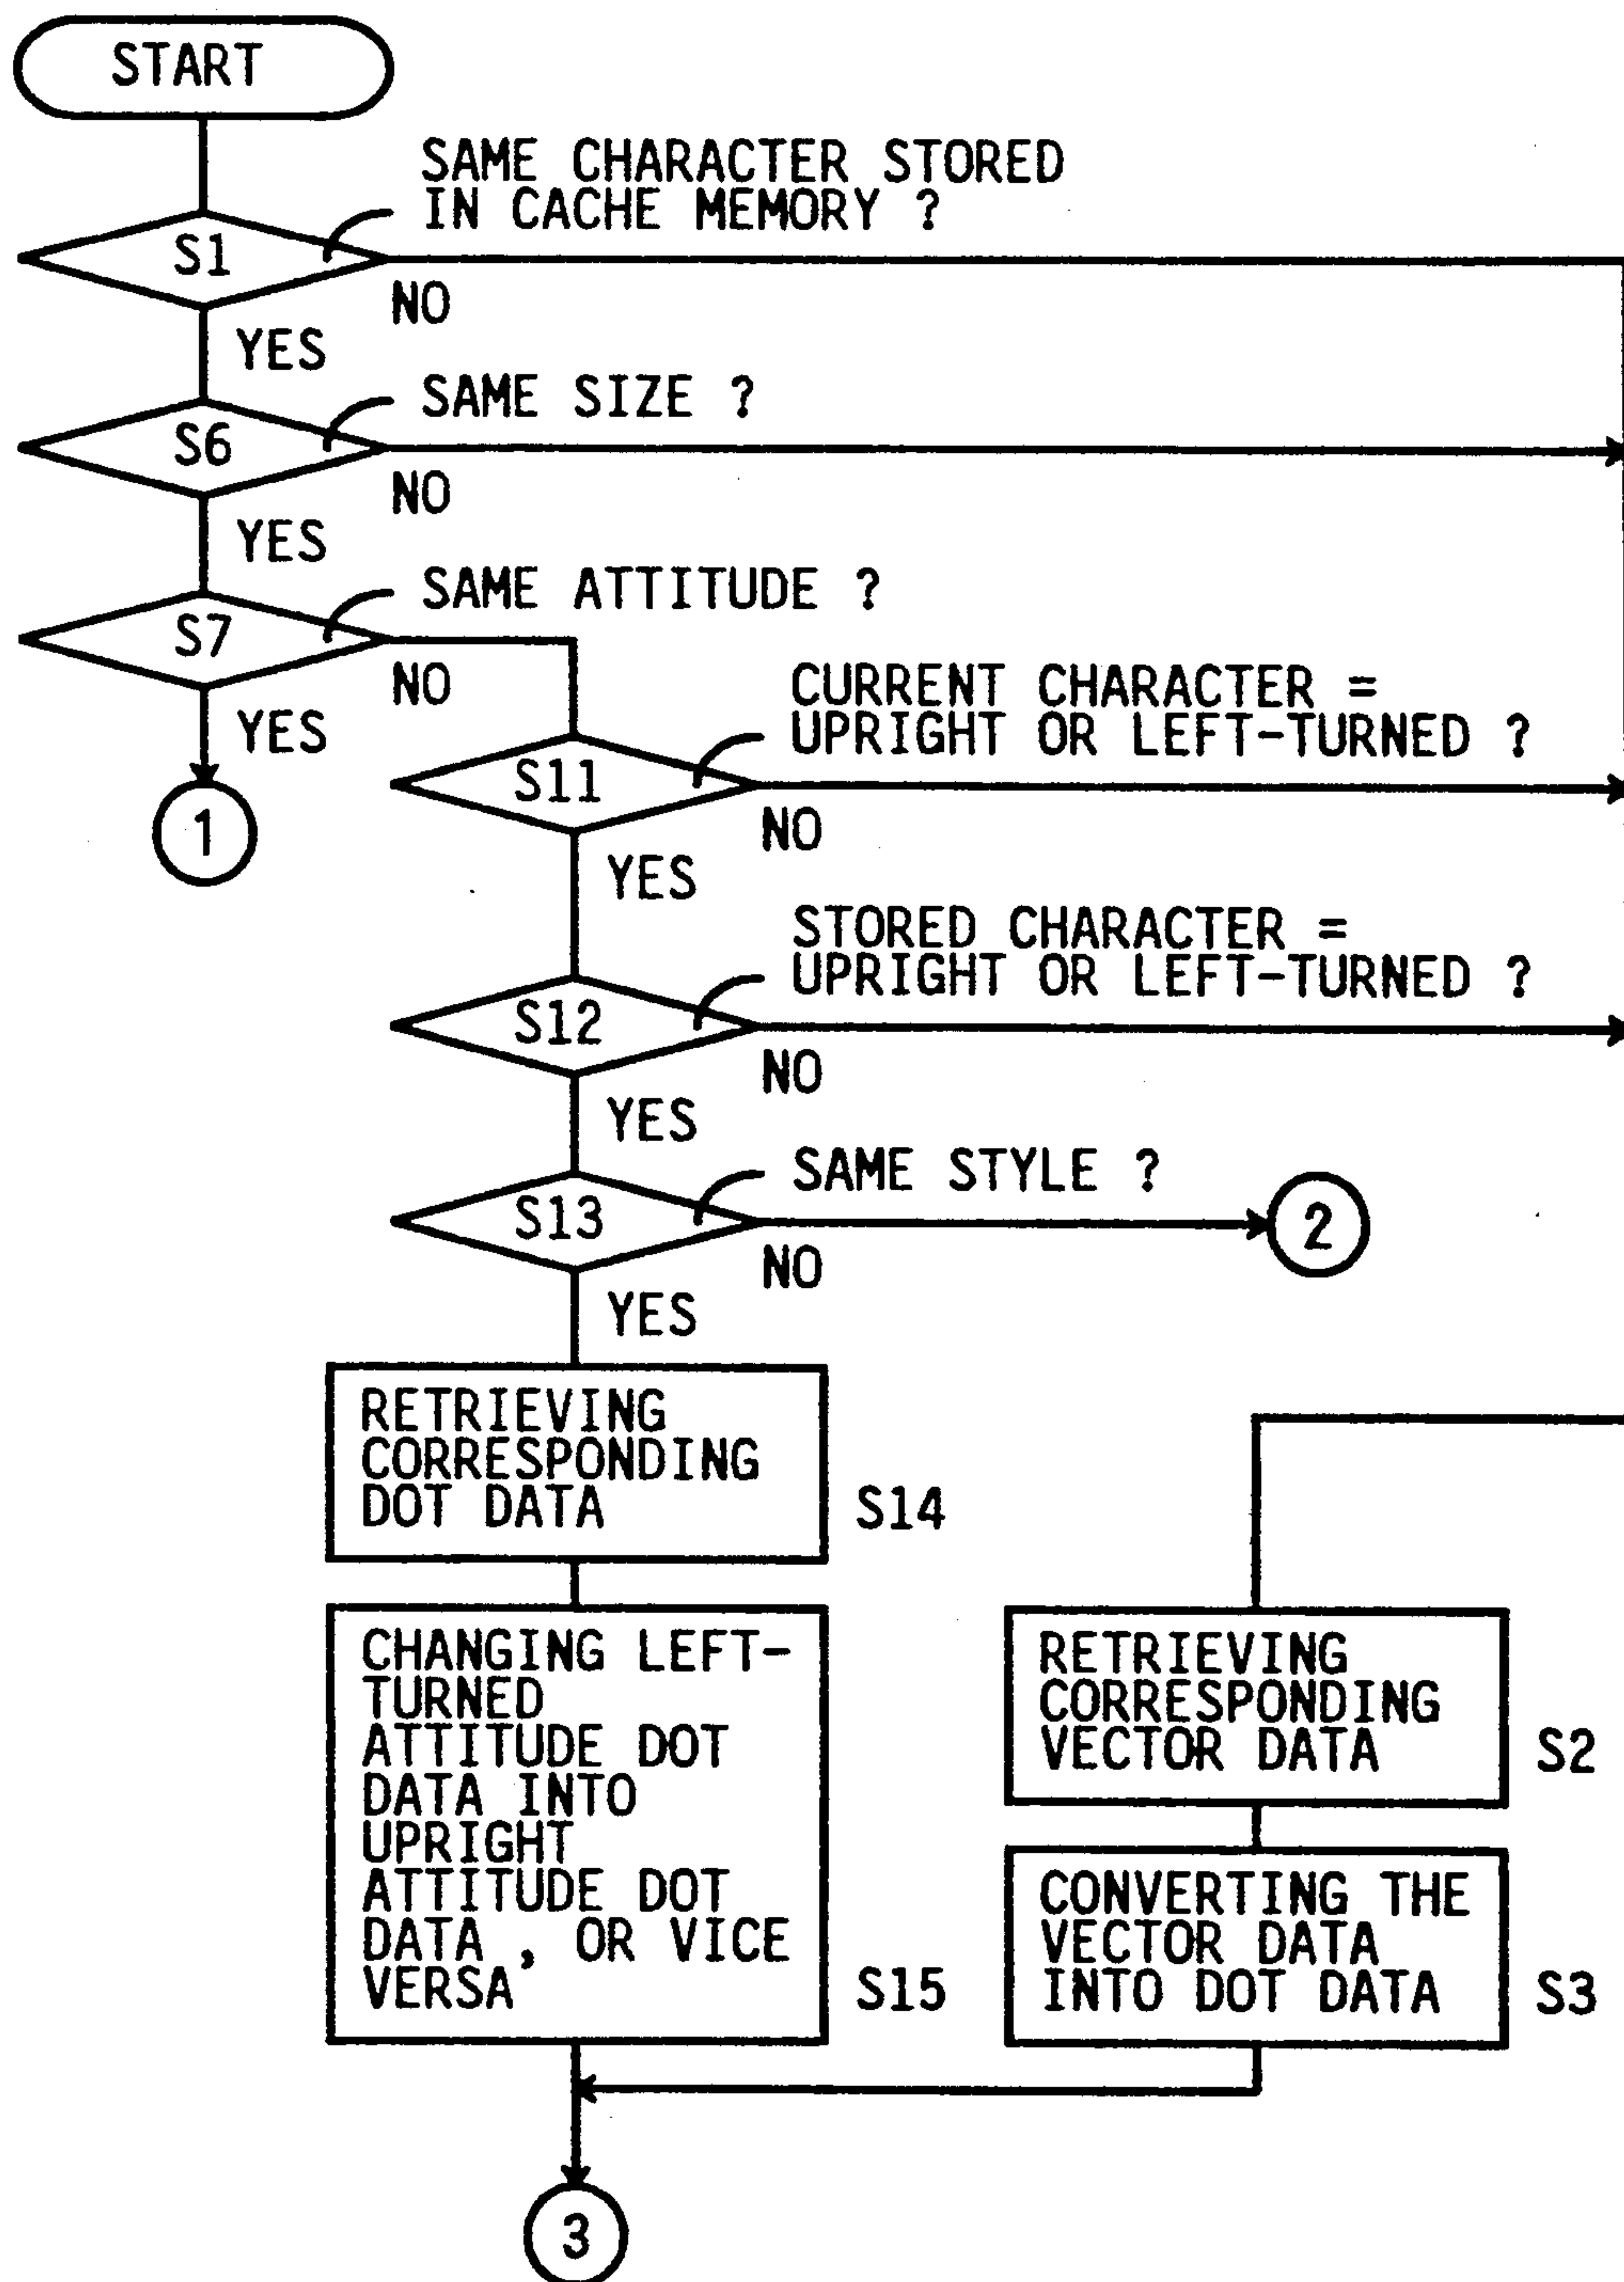 START
SAME CHARACTER STORED
IN CACHE MEMORY ?
S1
NO
YES
SAME SIZE ?
S6
NO
YES
SAME ATTITUDE ?
S7
NO
YES
1
CURRENT CHARACTER =
UPRIGHT OR LEFT-TURNED ?
S11
NO
YES
STORED CHARACTER =
UPRIGHT OR LEFT-TURNED ?
S12
NO
YES
SAME STYLE ?
S13
2
NO
YES
RETRIEVING
CORRESPONDING
DOT DATA
S14
CHANGING LEFT-
TURNED
ATTITUDE DOT
DATA INTO
UPRIGHT
ATTITUDE DOT
DATA , OR VICE
VERSA
S15
RETRIEVING
CORRESPONDING
VECTOR DATA
S2
CONVERTING THE
VECTOR DATA
INTO DOT DATA
S3
3